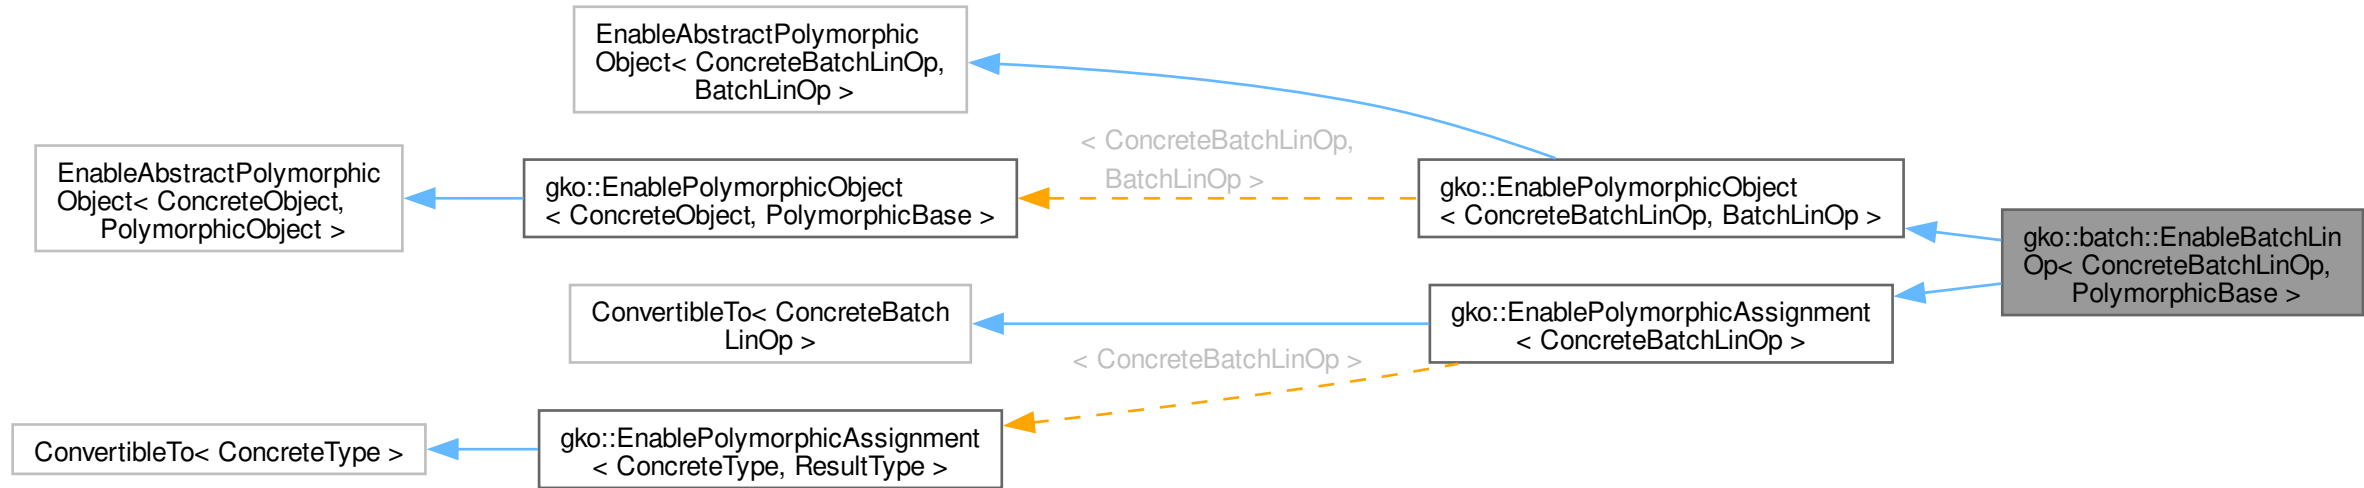 EnableAbstractPolymorphic
Object< ConcreteBatchLinOp,
BatchLinOp >
EnableAbstractPolymorphic
Object< ConcreteObject,
PolymorphicObject >
gko::EnablePolymorphicObject
< ConcreteObject, PolymorphicBase >
< ConcreteBatchLinOp,
BatchLinOp >
gko::EnablePolymorphicObject
< ConcreteBatchLinOp, BatchLinOp >
gko::batch::EnableBatchLin
Op< ConcreteBatchLinOp,
PolymorphicBase >
ConvertibleTo< ConcreteBatch
LinOp >
gko::EnablePolymorphicAssignment
< ConcreteBatchLinOp >
< ConcreteBatchLinOp >
ConvertibleTo< ConcreteType >
gko::EnablePolymorphicAssignment
< ConcreteType, ResultType >